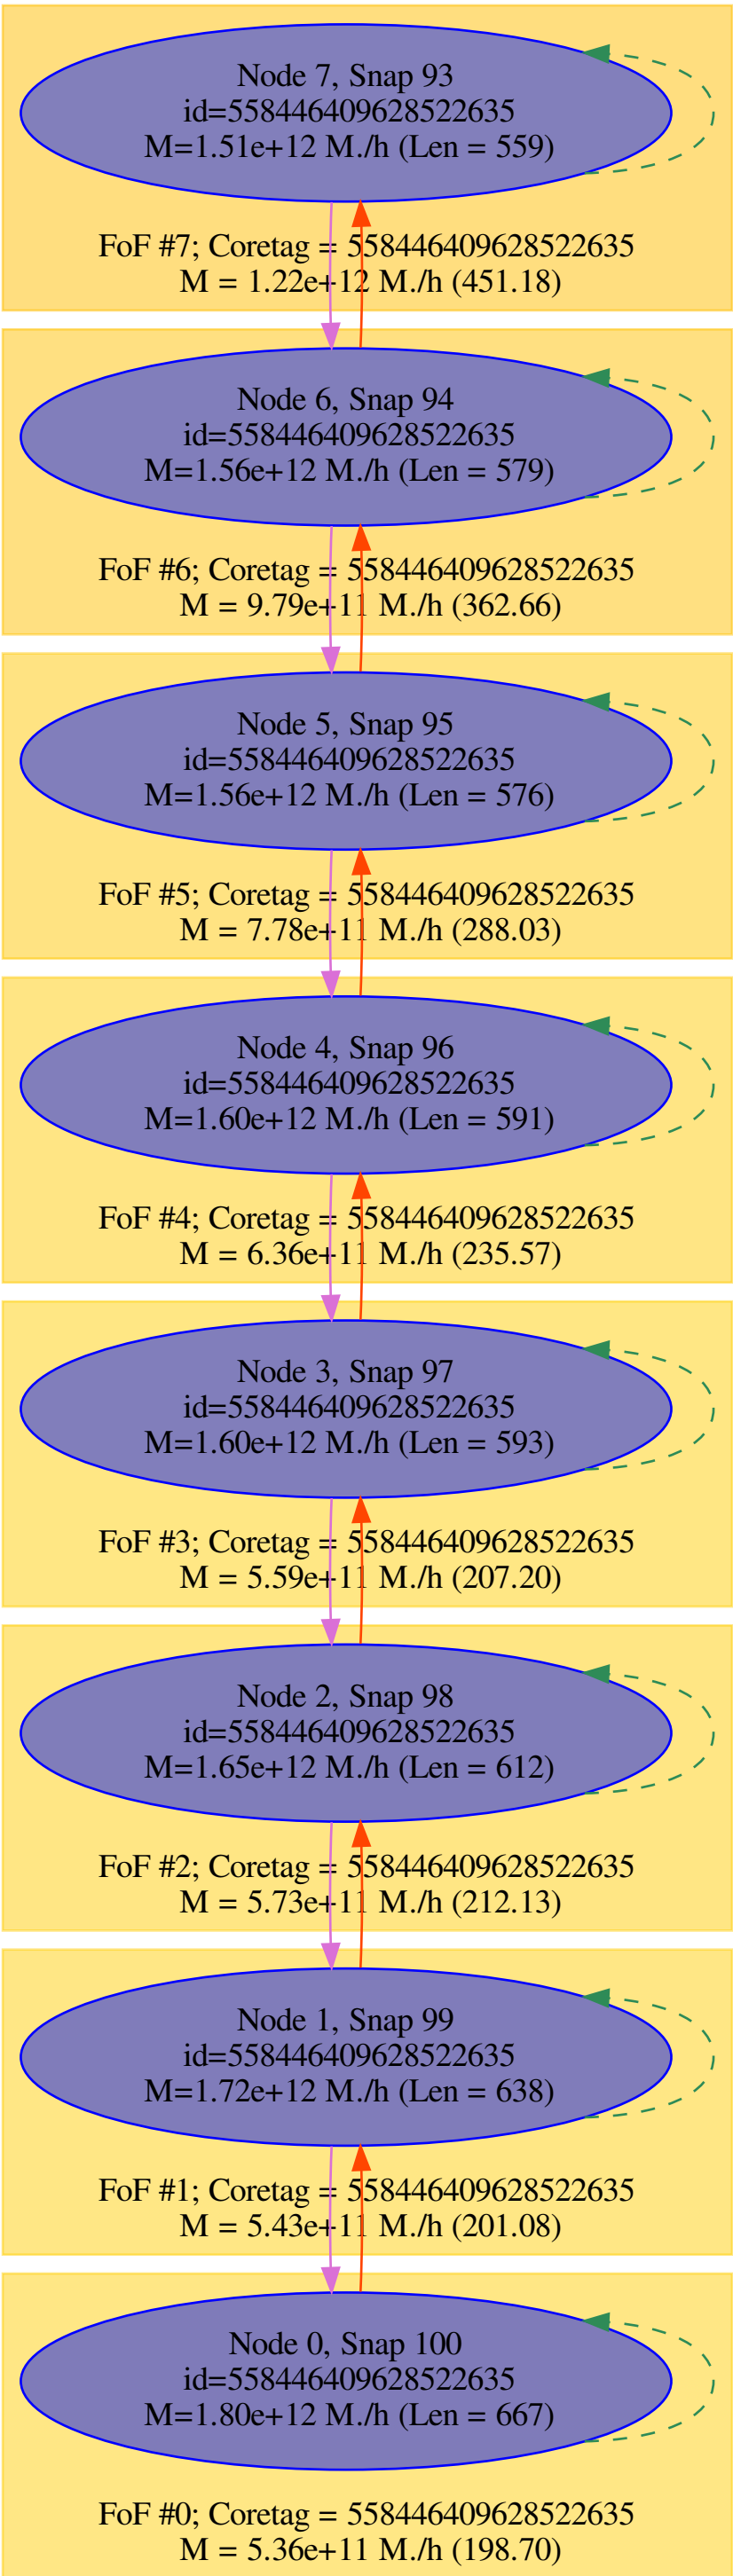 Node 7, Snap 93
id=558446409628522635
M=1.51e+12 M./h (Len = 559)
FoF #7; Coretag = 558446409628522635
M = 1.22e+12 M./h (451.18)
Node 6, Snap 94
id=558446409628522635
M=1.56e+12 M./h (Len = 579)
FoF #6; Coretag = 558446409628522635
M = 9.79e+11 M./h (362.66)
Node 5, Snap 95
id=558446409628522635
M=1.56e+12 M./h (Len = 576)
FoF #5; Coretag = 558446409628522635
M = 7.78e+11 M./h (288.03)
Node 4, Snap 96
id=558446409628522635
M=1.60e+12 M./h (Len = 591)
FoF #4; Coretag = 558446409628522635
M = 6.36e+11 M./h (235.57)
Node 3, Snap 97
id=558446409628522635
M=1.60e+12 M./h (Len = 593)
FoF #3; Coretag = 558446409628522635
M = 5.59e+11 M./h (207.20)
Node 2, Snap 98
id=558446409628522635
M=1.65e+12 M./h (Len = 612)
FoF #2; Coretag = 558446409628522635
M = 5.73e+11 M./h (212.13)
Node 1, Snap 99
id=558446409628522635
M=1.72e+12 M./h (Len = 638)
FoF #1; Coretag = 558446409628522635
M = 5.43e+11 M./h (201.08)
Node 0, Snap 100
id=558446409628522635
M=1.80e+12 M./h (Len = 667)
FoF #0; Coretag = 558446409628522635
M = 5.36e+11 M./h (198.70)